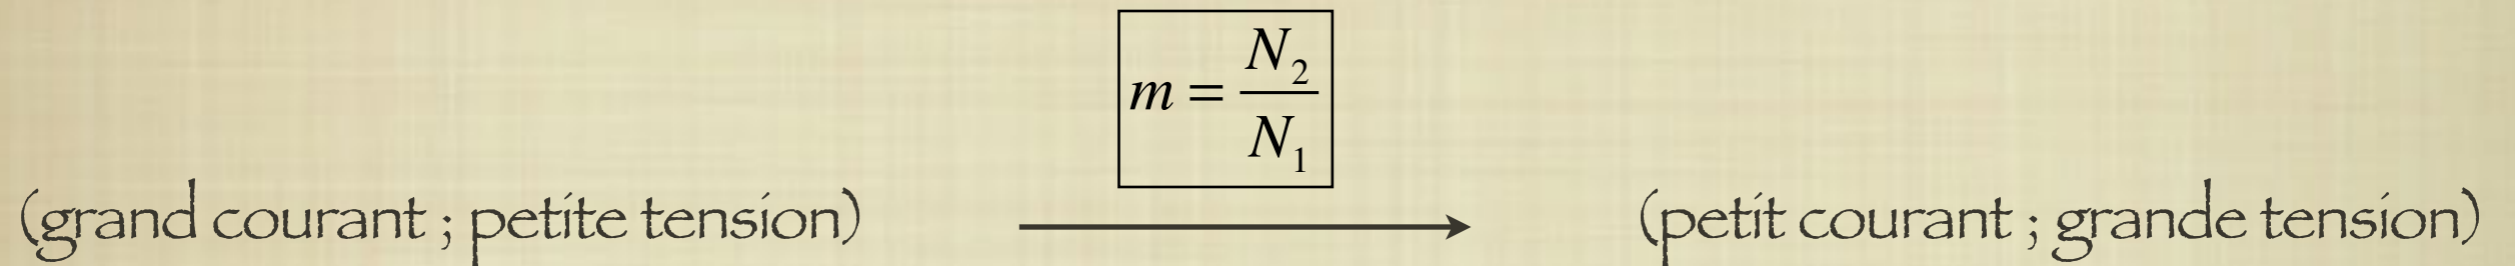 m = N₂/N₁
(grand courant ; petite tension)
(petit courant ; grande tension)